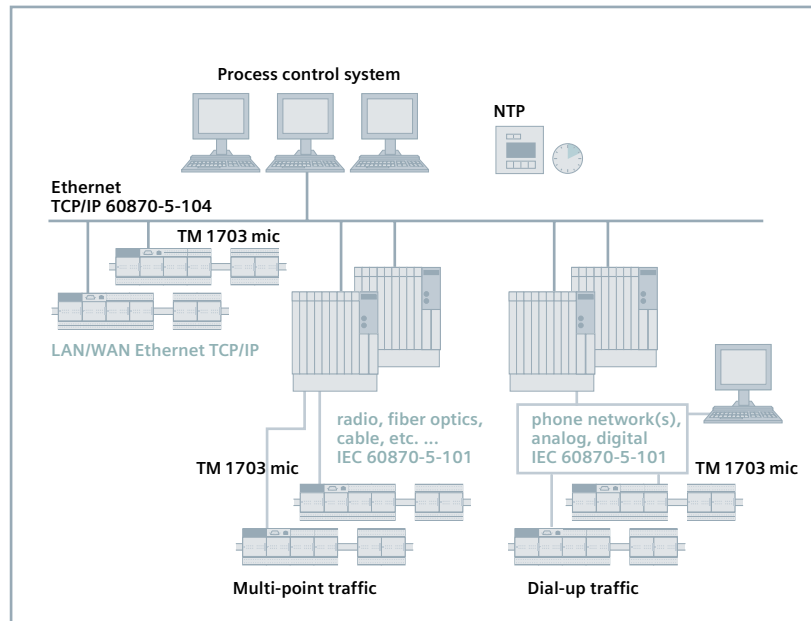 Process control system
NTP
Ethernet
TCP/IP 60870-5-104
TM 1703 mic
LAN/WAN Ethernet TCP/IP
radio, fiber optics,
cable, etc. ...
IEC 60870-5-101
TM 1703 mic
Multi-point traffic
phone network(s),
analog, digital
IEC 60870-5-101
TM 1703 mic
Dial-up traffic